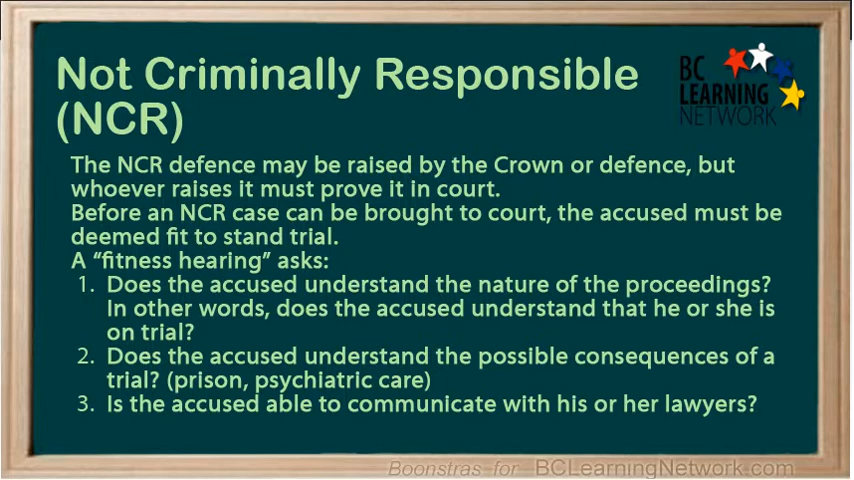 Not Criminally Responsible
(NCR)
BC
LEARNING
NETWORK
The NCR defence may be raised by the Crown or defence, but
whoever raises it must prove it in court.
Before an NCR case can be brought to court, the accused must be
deemed fit to stand trial.
A “fitness hearing” asks:
1. Does the accused understand the nature of the proceedings?
In other words, does the accused understand that he or she is
on trial?
2. Does the accused understand the possible consequences of a
trial? (prison, psychiatric care)
3. Is the accused able to communicate with his or her lawyers?
Boonstras for BCLearningNetwork.com